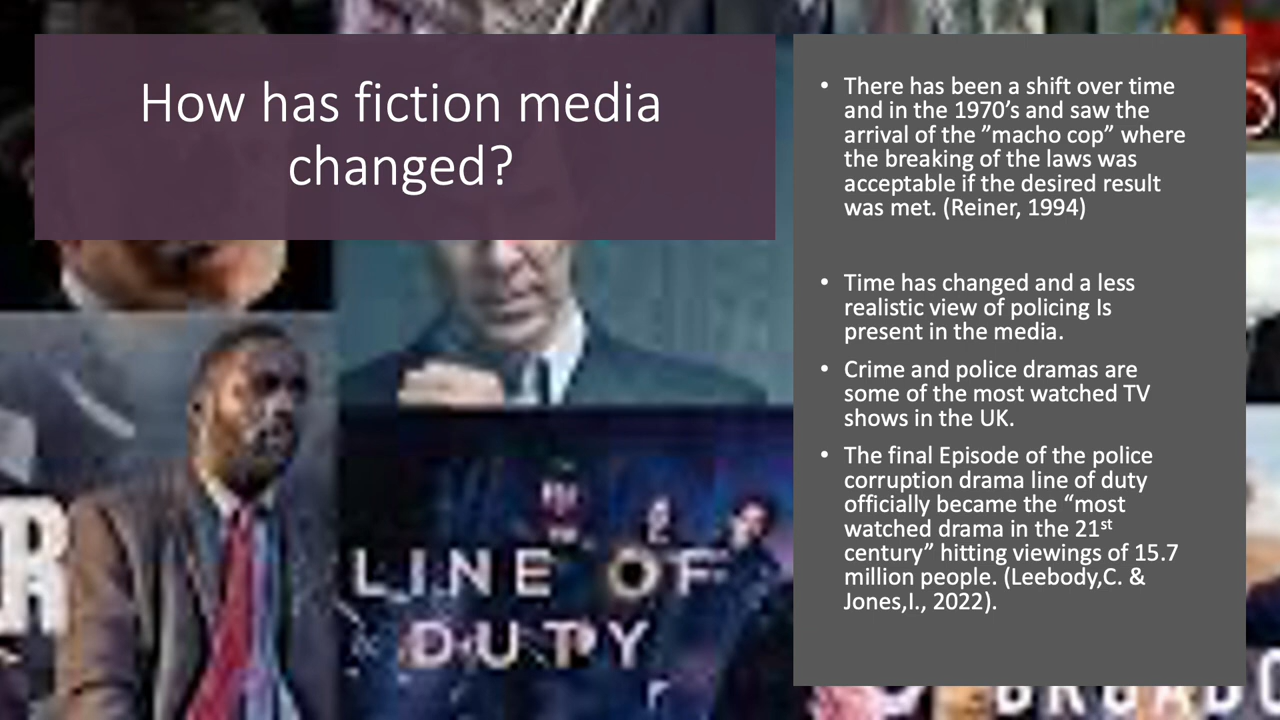 How has fiction media
changed?
• There has been a shift over time
and in the 1970’s and saw the
arrival of the ”macho cop” where
the breaking of the laws was
acceptable if the desired result
was met. (Reiner, 1994)
• Time has changed and a less
realistic view of policing Is
present in the media.
• Crime and police dramas are
some of the most watched TV
shows in the UK.
• The final Episode of the police
corruption drama line of duty
officially became the “most
watched drama in the 21st
century” hitting viewings of 15.7
million people. (Leebody,C. &
Jones,I., 2022).
R
LINE OF
DUTY